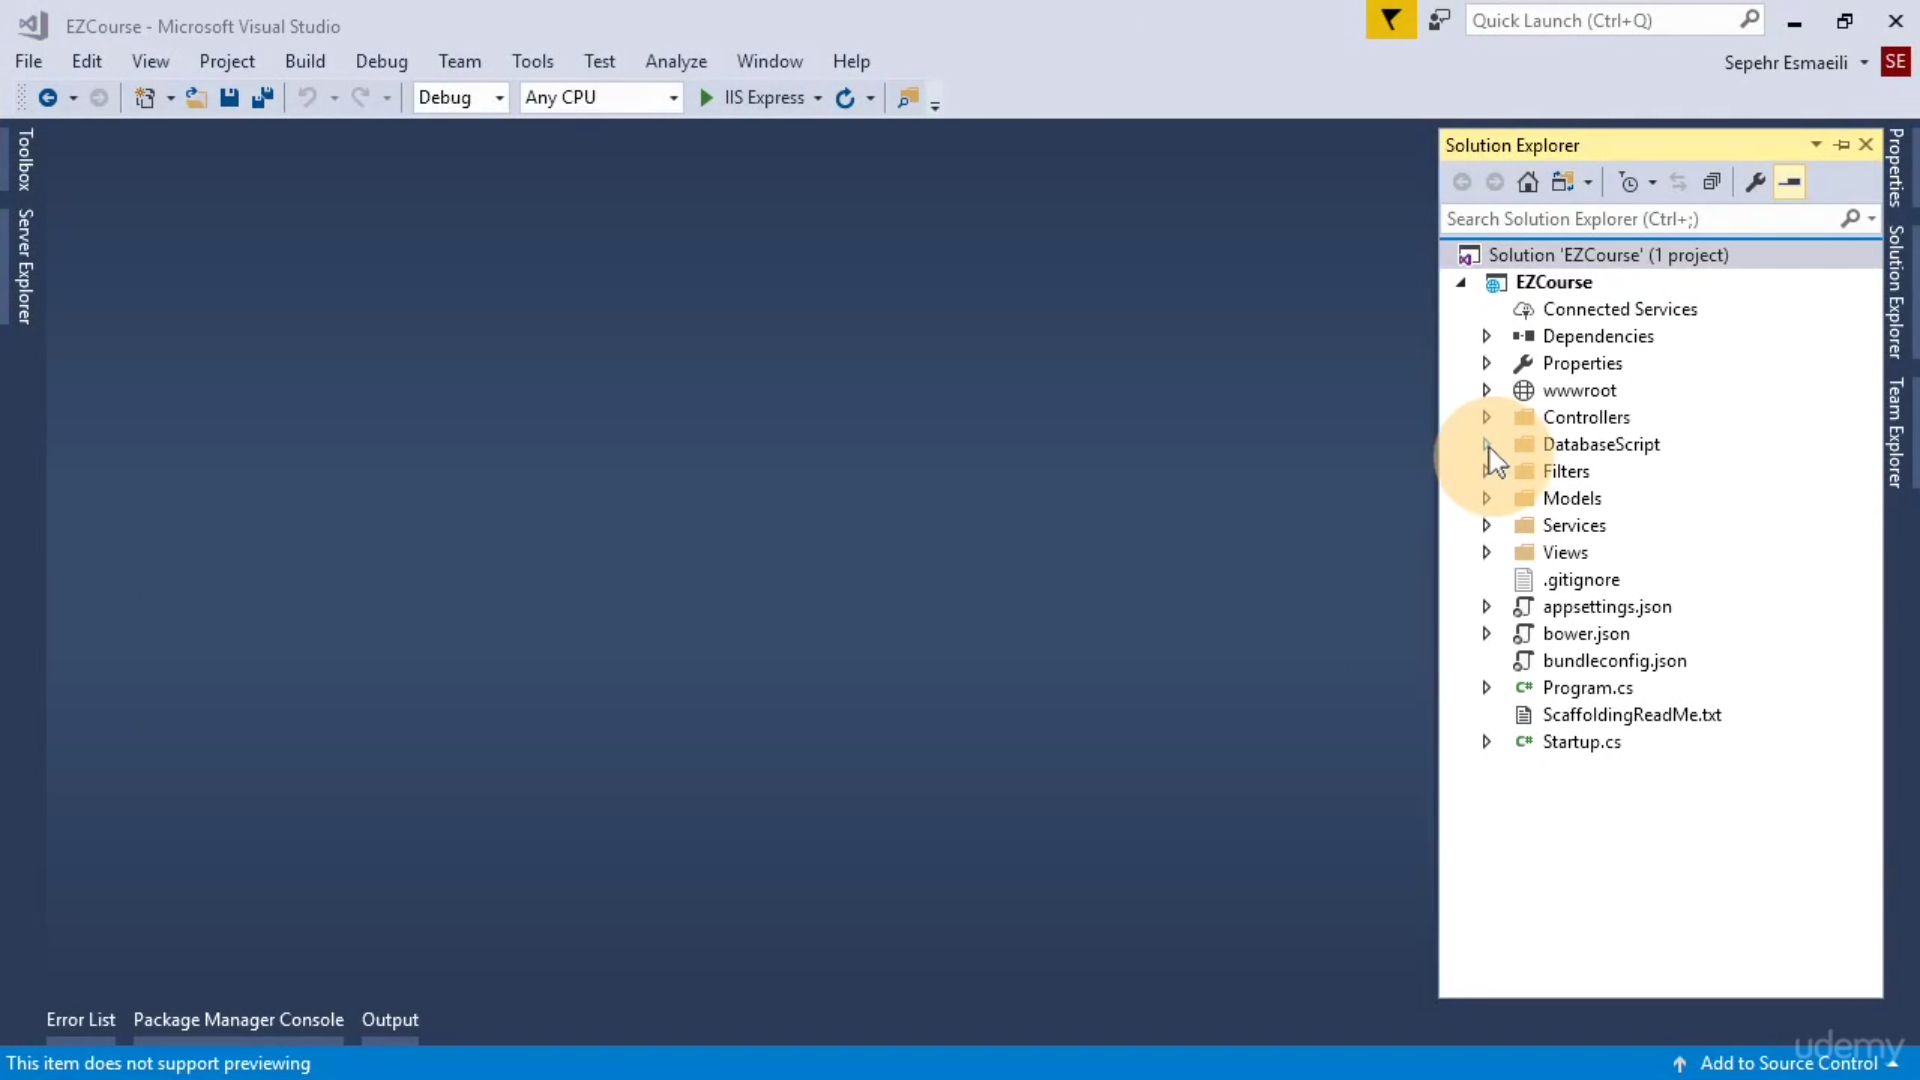 EZCourse - Microsoft Visual Studio
Quick Launch (Ctrl+Q)
File Edit View Project Build Debug Team Tools Test Analyze Window Help
Sepehr Esmaeili SE
Debug Any CPU IIS Express
Toolbox
Server Explorer
Solution Explorer
Search Solution Explorer (Ctrl+;)
Solution 'EZCourse' (1 project)
EZCourse
Connected Services
Dependencies
Properties
wwwroot
Controllers
DatabaseScript
Filters
Models
Services
Views
.gitignore
appsettings.json
bower.json
bundleconfig.json
C# Program.cs
ScaffoldingReadMe.txt
C# Startup.cs
Properties
Solution Explorer
Team Explorer
Error List Package Manager Console Output
This item does not support previewing
Add to Source Control
udemy